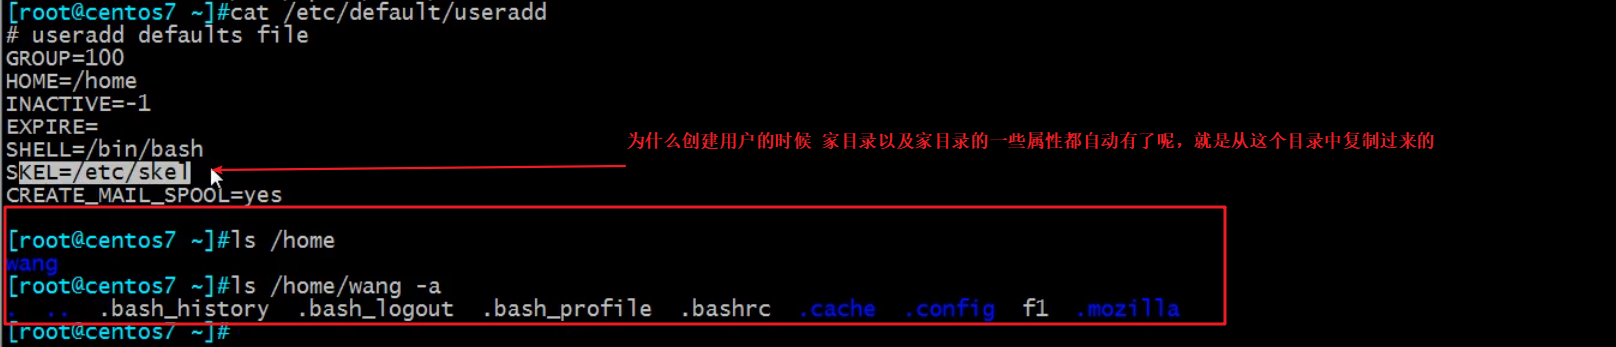 [root@centos7 ~]#cat /etc/default/useradd
# useradd defaults file
GROUP=100
HOME=/home
INACTIVE=-1
EXPIRE=
SHELL=/bin/bash
为什么创建用户的时候 家目录以及家目录的一些属性都自动有了呢，就是从这个目录中复制过来的
SKEL=/etc/skel
CREATE_MAIL_SPOOL=yes
[root@centos7 ~]#ls /home
wang
[root@centos7 ~]#ls /home/wang -a
. .. .bash_history .bash_logout .bash_profile .bashrc .cache .config f1 .mozilla
[root@centos7 ~]#